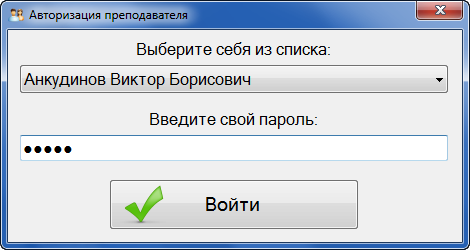 Авторизация преподавателя
Выберите себя из списка:
Анкудинов Виктор Борисович
Введите свой пароль:
●●●●●
Войти